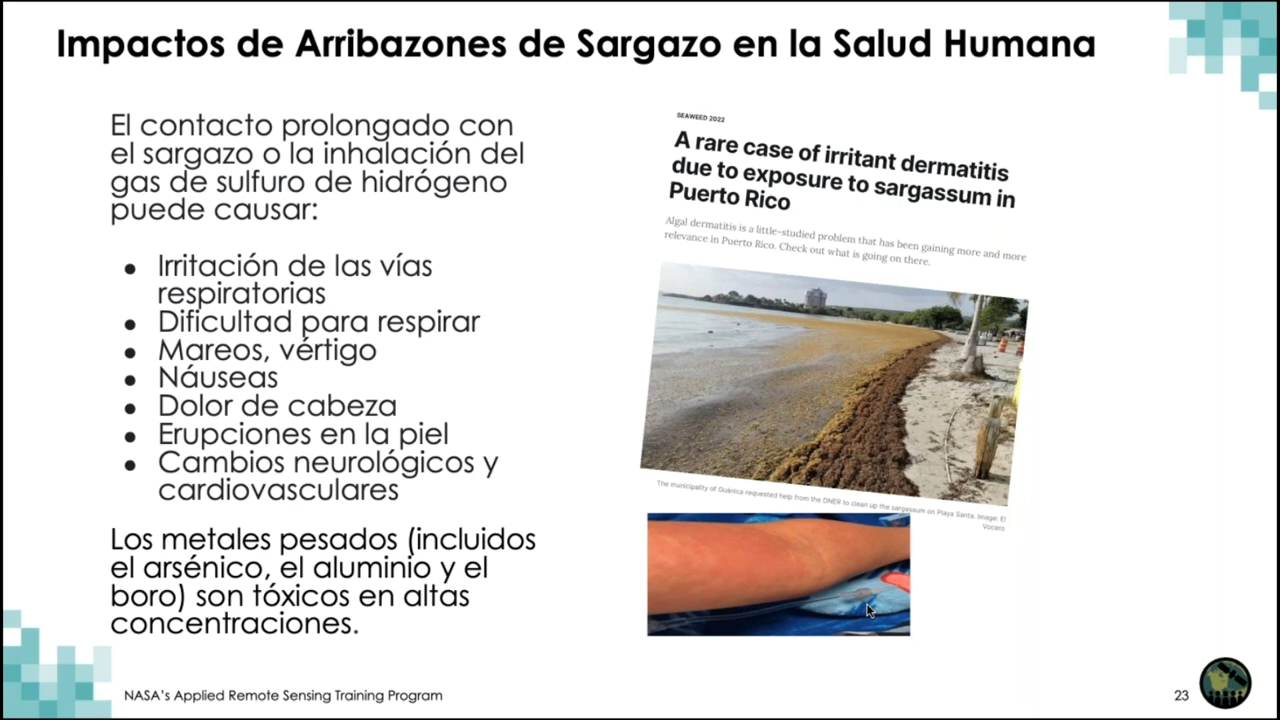 Impactos de Arribazones de Sargazo en la Salud Humana
El contacto prolongado con
el sargazo o la inhalación del
gas de sulfuro de hidrógeno
puede causar:
● Irritación de las vías
respiratorias
● Dificultad para respirar
● Mareos, vértigo
● Náuseas
● Dolor de cabeza
● Erupciones en la piel
● Cambios neurológicos y
cardiovasculares
Los metales pesados (incluidos
el arsénico, el aluminio y el
boro) son tóxicos en altas
concentraciones.
SEAWEED 2022
A rare case of irritant dermatitis
due to exposure to sargassum in
Puerto Rico
Algal dermatitis is a little-studied problem that has been gaining more and more
relevance in Puerto Rico. Check out what is going on there.
The municipality of Guánica requested help from the DNER to clean up the sargassum on Playa Santa. Image: El
Vocero
NASA's Applied Remote Sensing Training Program
23